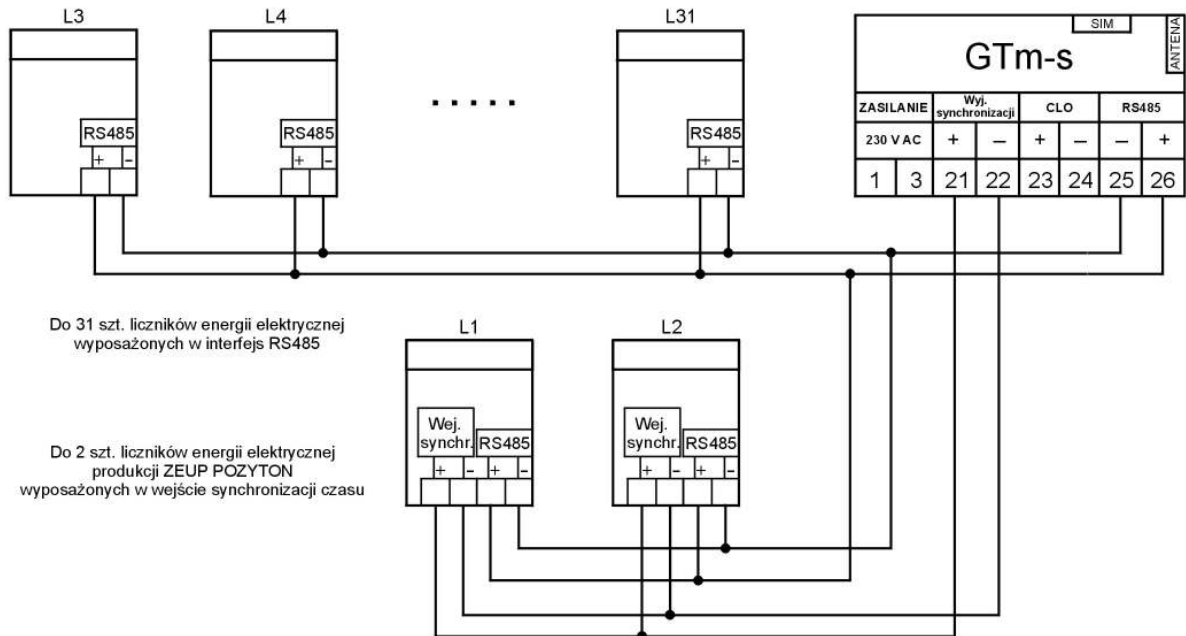 L3
L4
L31
RS485
+ -
RS485
+ -
.....
RS485
+ -
SIM
ANTENA
GTm-s
ZASILANIE
Wyj.
synchronizacji
CLO
RS485
230 V AC
+ − + − − +
1 3 21 22 23 24 25 26
Do 31 szt. liczników energii elektrycznej
wyposażonych w interfejs RS485
Do 2 szt. liczników energii elektrycznej
produkcji ZEUP POZYTON
wyposażonych w wejście synchronizacji czasu
L1
Wej.
synchr.
RS485
+ - + -
L2
Wej.
synchr.
RS485
+ - + -